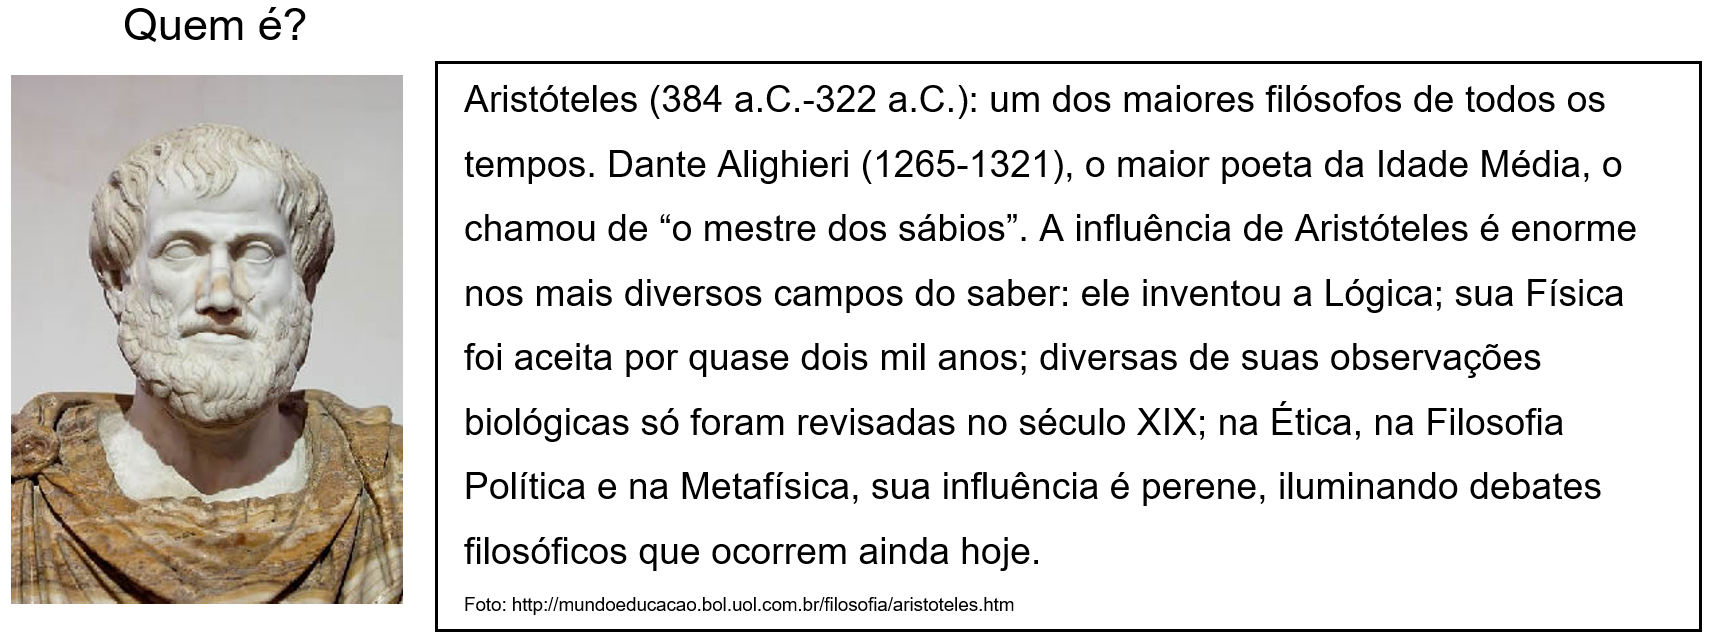 Quem é?
Aristóteles (384 a.C.-322 a.C.): um dos maiores filósofos de todos os
tempos. Dante Alighieri (1265-1321), o maior poeta da Idade Média, o
chamou de “o mestre dos sábios”. A influência de Aristóteles é enorme
nos mais diversos campos do saber: ele inventou a Lógica; sua Física
foi aceita por quase dois mil anos; diversas de suas observações
biológicas só foram revisadas no século XIX; na Ética, na Filosofia
Política e na Metafísica, sua influência é perene, iluminando debates
filosóficos que ocorrem ainda hoje.
Foto: http://mundoeducacao.bol.uol.com.br/filosofia/aristoteles.htm